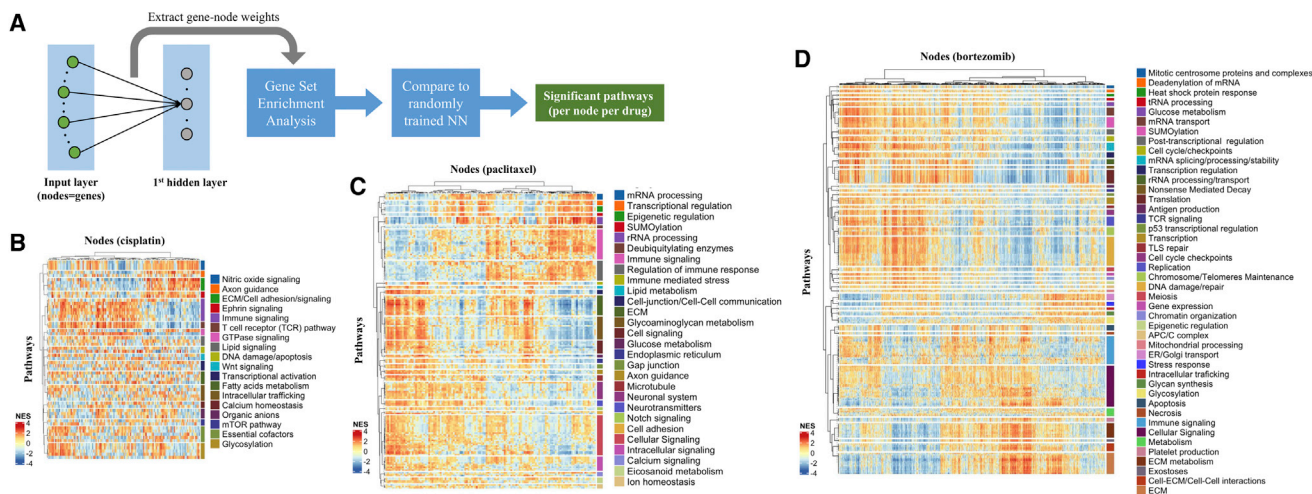 A
Extract gene-node weights
Input layer
(nodes=genes)
1st hidden layer
Gene Set
Enrichment
Analysis
Compare to
randomly
trained NN
Significant pathways
(per node per drug)
B
Nodes (cisplatin)
Pathways
NES
4
2
0
-2
-4
Nitric oxide signaling
Axon guidance
ECM/Cell adhesion/signaling
Ephrin signaling
Immune signaling
T cell receptor (TCR) pathway
GTPase signaling
Lipid signaling
DNA damage/apoptosis
Wnt signaling
Transcriptional activation
Fatty acids metabolism
Intracellular trafficking
Calcium homeostasis
Organic anions
mTOR pathway
Essential cofactors
Glycosylation
C
Nodes (paclitaxel)
Pathways
NES
4
2
0
-2
-4
mRNA processing
Transcriptional regulation
Epigenetic regulation
SUMOylation
rRNA processing
Deubiquitylating enzymes
Immune signaling
Regulation of immune response
Immune mediated stress
Lipid metabolism
Cell-junction/Cell-Cell communication
ECM
Glycoaminoglycan metabolism
Cell signaling
Glucose metabolism
Endoplasmic reticulum
Gap junction
Axon guidance
Microtubule
Neuronal system
Neurotransmitters
Notch signaling
Cell adhesion
Cellular Signaling
Intracellular signaling
Calcium signaling
Eicosanoid metabolism
Ion homeostasis
D
Nodes (bortezomib)
Pathways
NES
4
2
0
-2
-4
Mitotic centrosome proteins and complexes
Deadenylation of mRNA
Heat shock protein response
tRNA processing
Glucose metabolism
mRNA transport
SUMOylation
Post-transcriptional regulation
Cell cycle/checkpoints
mRNA splicing/processing/stability
Transcription regulation
rRNA processing/transport
Nonsense Mediated Decay
Translation
Antigen production
TCR signaling
p53 transcriptional regulation
Transcription
TLS repair
Cell cycle checkpoints
Replication
Chromosome/Telomeres Maintenance
DNA damage/repair
Meiosis
Gene expression
Chromatin organization
Epigenetic regulation
APC/C complex
Mitochondrial processing
ER/Golgi transport
Stress response
Intracellular trafficking
Glycan synthesis
Glycosylation
Apoptosis
Necrosis
Immune signaling
Cellular Signaling
Metabolism
Platelet production
ECM metabolism
Exostoses
Cell-ECM/Cell-Cell interactions
ECM